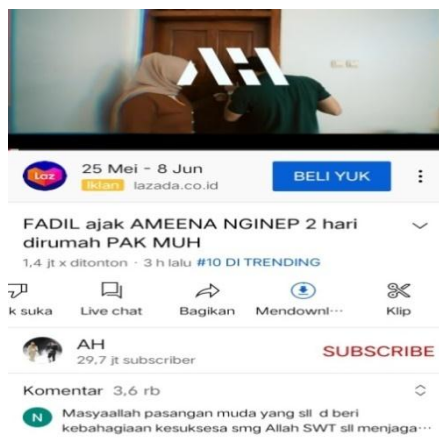 AH
Laz
25 Mei - 8 Jun
Iklan lazada.co.id
BELI YUK
FADIL ajak AMEENA NGINEP 2 hari
dirumah PAK MUH
1,4 jt x ditonton · 3 h lalu #10 DI TRENDING
k suka Live chat Bagikan Mendownl... Klip
AH
29,7 jt subscriber
SUBSCRIBE
Komentar 3,6 rb
N
Masyaallah pasangan muda yang sll d beri
kebahagiaan kesuksesa smg Allah SWT sll menjaga...